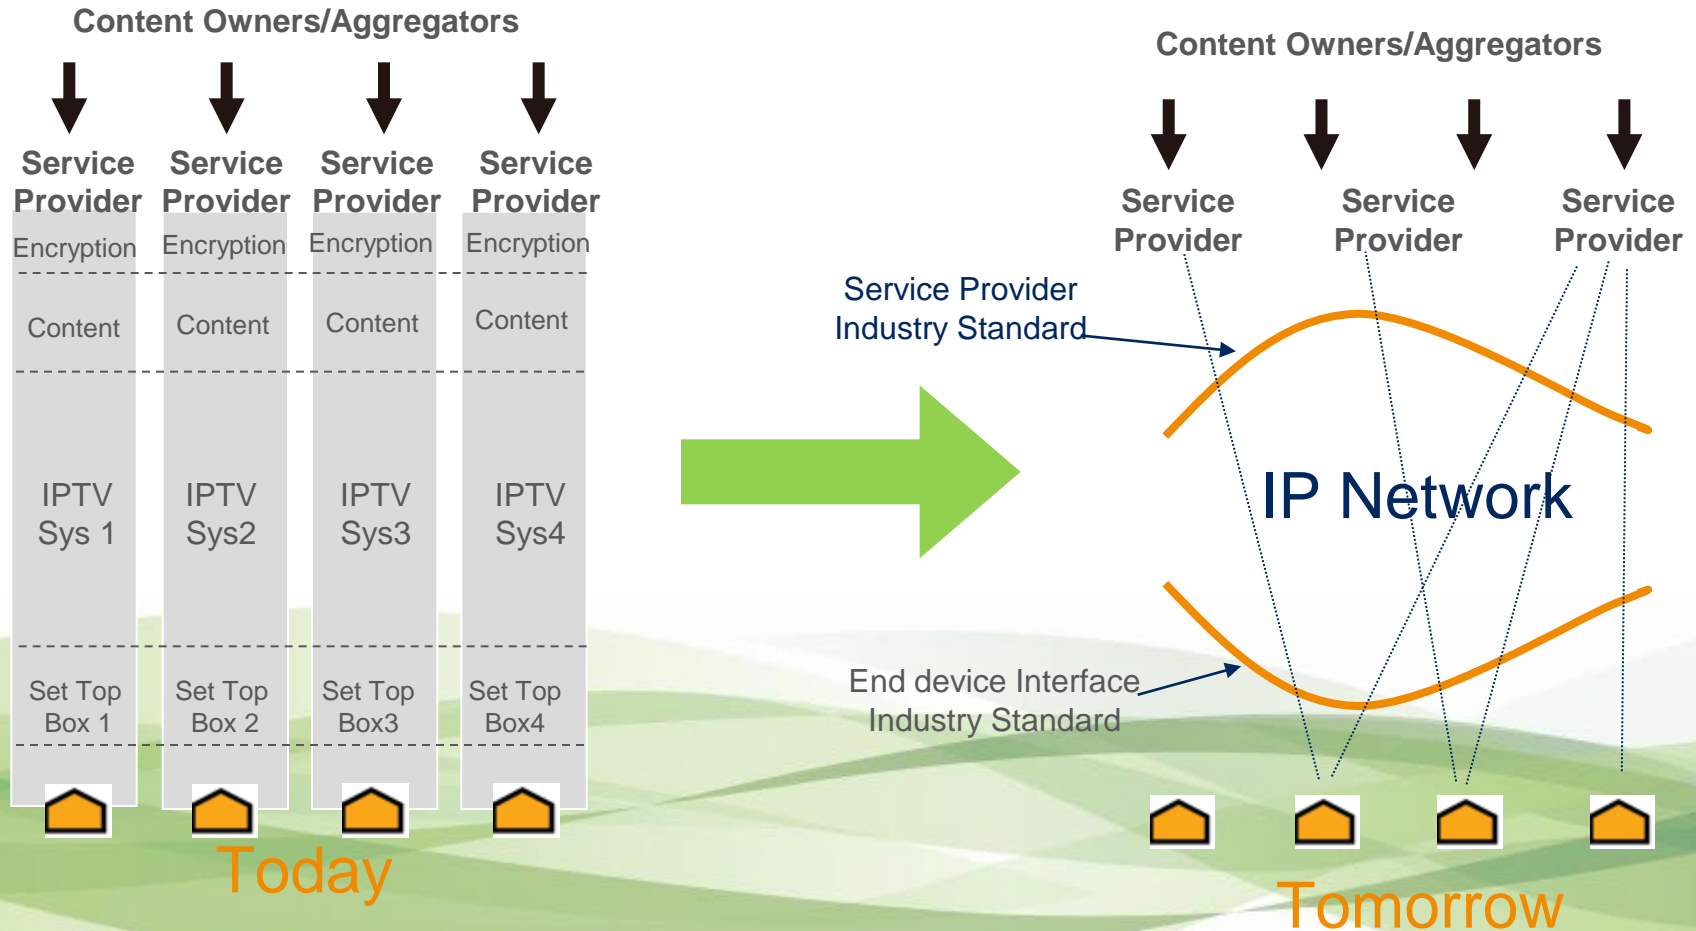 Content Owners/Aggregators
Service Provider
Service Provider
Service Provider
Service Provider
Encryption
Encryption
Encryption
Encryption
Content
Content
Content
Content
IPTV
Sys 1
IPTV
Sys2
IPTV
Sys3
IPTV
Sys4
Set Top
Box 1
Set Top
Box 2
Set Top
Box3
Set Top
Box4
Today
Content Owners/Aggregators
Service
Provider
Service
Provider
Service
Provider
Service Provider
Industry Standard
IP Network
End device Interface
Industry Standard
Tomorrow